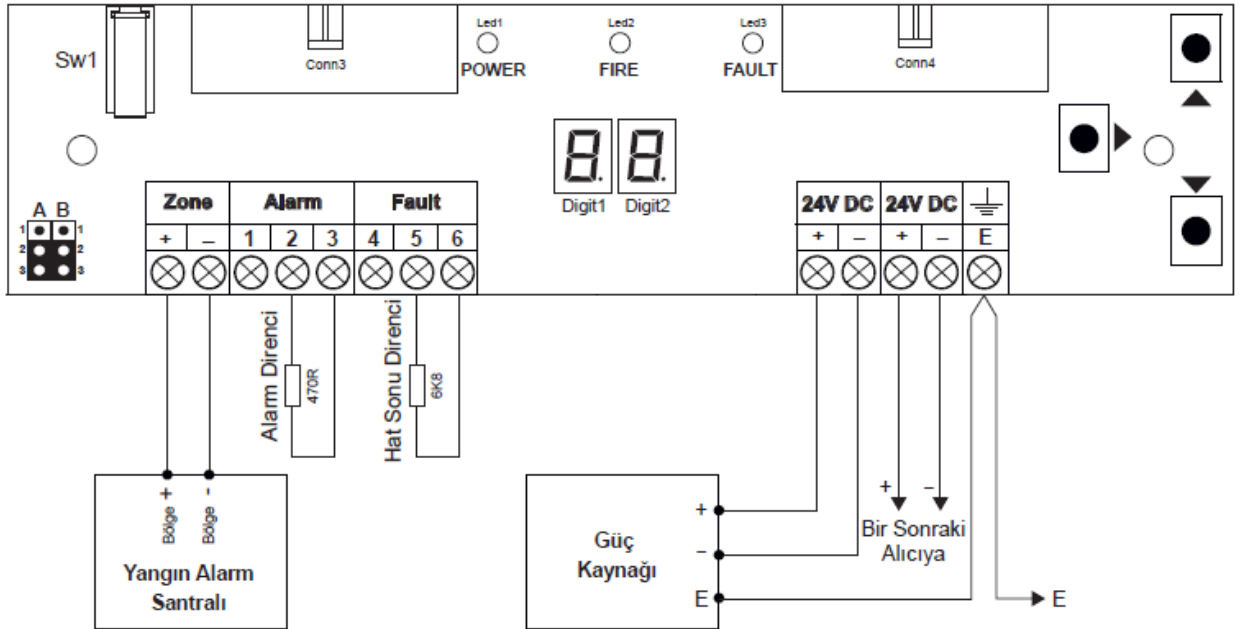 Led1 Led2 Led3
Sw1 Conn3 POWER FIRE FAULT Conn4
8. 8.
Digit1 Digit2
A B
1 1
2 2
3 3
Zone Alarm Fault
+ – 1 2 3 4 5 6
24V DC 24V DC
+ – + – E
Alarm Direnci
470R
Hat Sonu Direnci
6K8
Bölge +
Bölge -
Yangın Alarm
Santralı
+
–
E
Güç
Kaynağı
+ –
Bir Sonraki
Alıcıya
E